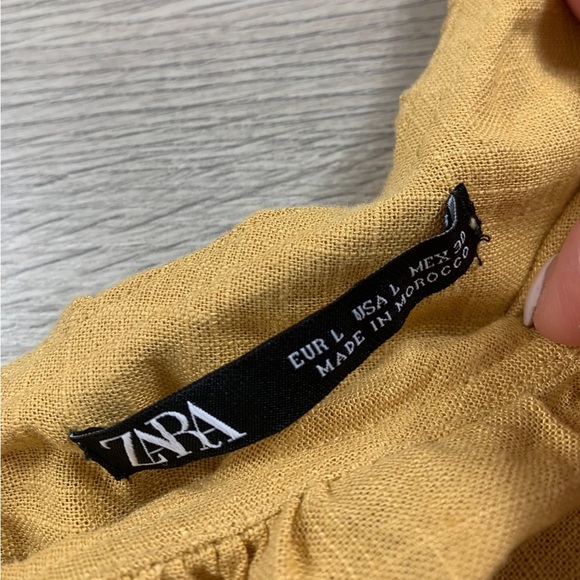 ZARA
EUR L USA L MEX 30
MADE IN MOROCCO